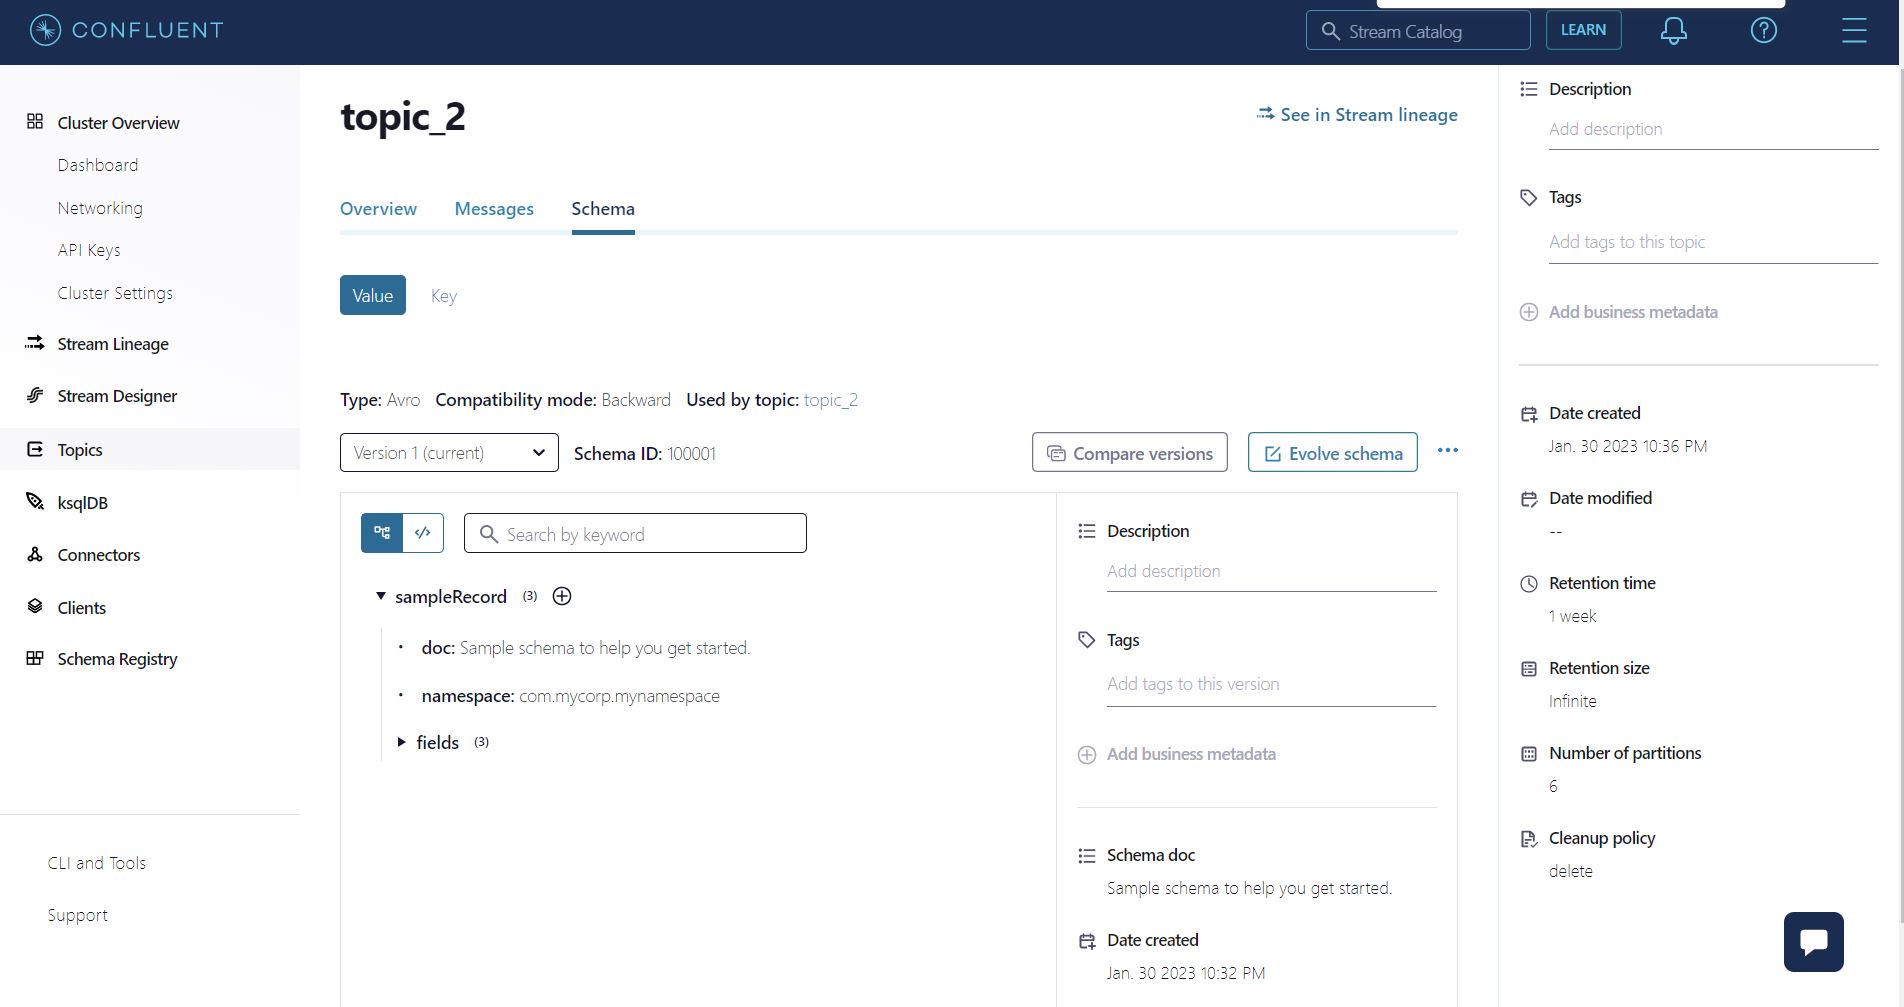 CONFLUENT
Stream Catalog
LEARN
Cluster Overview
Dashboard
Networking
API Keys
Cluster Settings
Stream Lineage
Stream Designer
Topics
ksqlDB
Connectors
Clients
Schema Registry
CLI and Tools
Support
topic_2
See in Stream lineage
Overview Messages Schema
Value Key
Type: Avro Compatibility mode: Backward Used by topic: topic_2
Version 1 (current) Schema ID: 100001 Compare versions Evolve schema ...
</> Search by keyword
sampleRecord (3)
doc: Sample schema to help you get started.
namespace: com.mycorp.mynamespace
fields (3)
Description
Add description
Tags
Add tags to this version
Add business metadata
Schema doc
Sample schema to help you get started.
Date created
Jan. 30 2023 10:32 PM
Description
Add description
Tags
Add tags to this topic
Add business metadata
Date created
Jan. 30 2023 10:36 PM
Date modified
--
Retention time
1 week
Retention size
Infinite
Number of partitions
6
Cleanup policy
delete